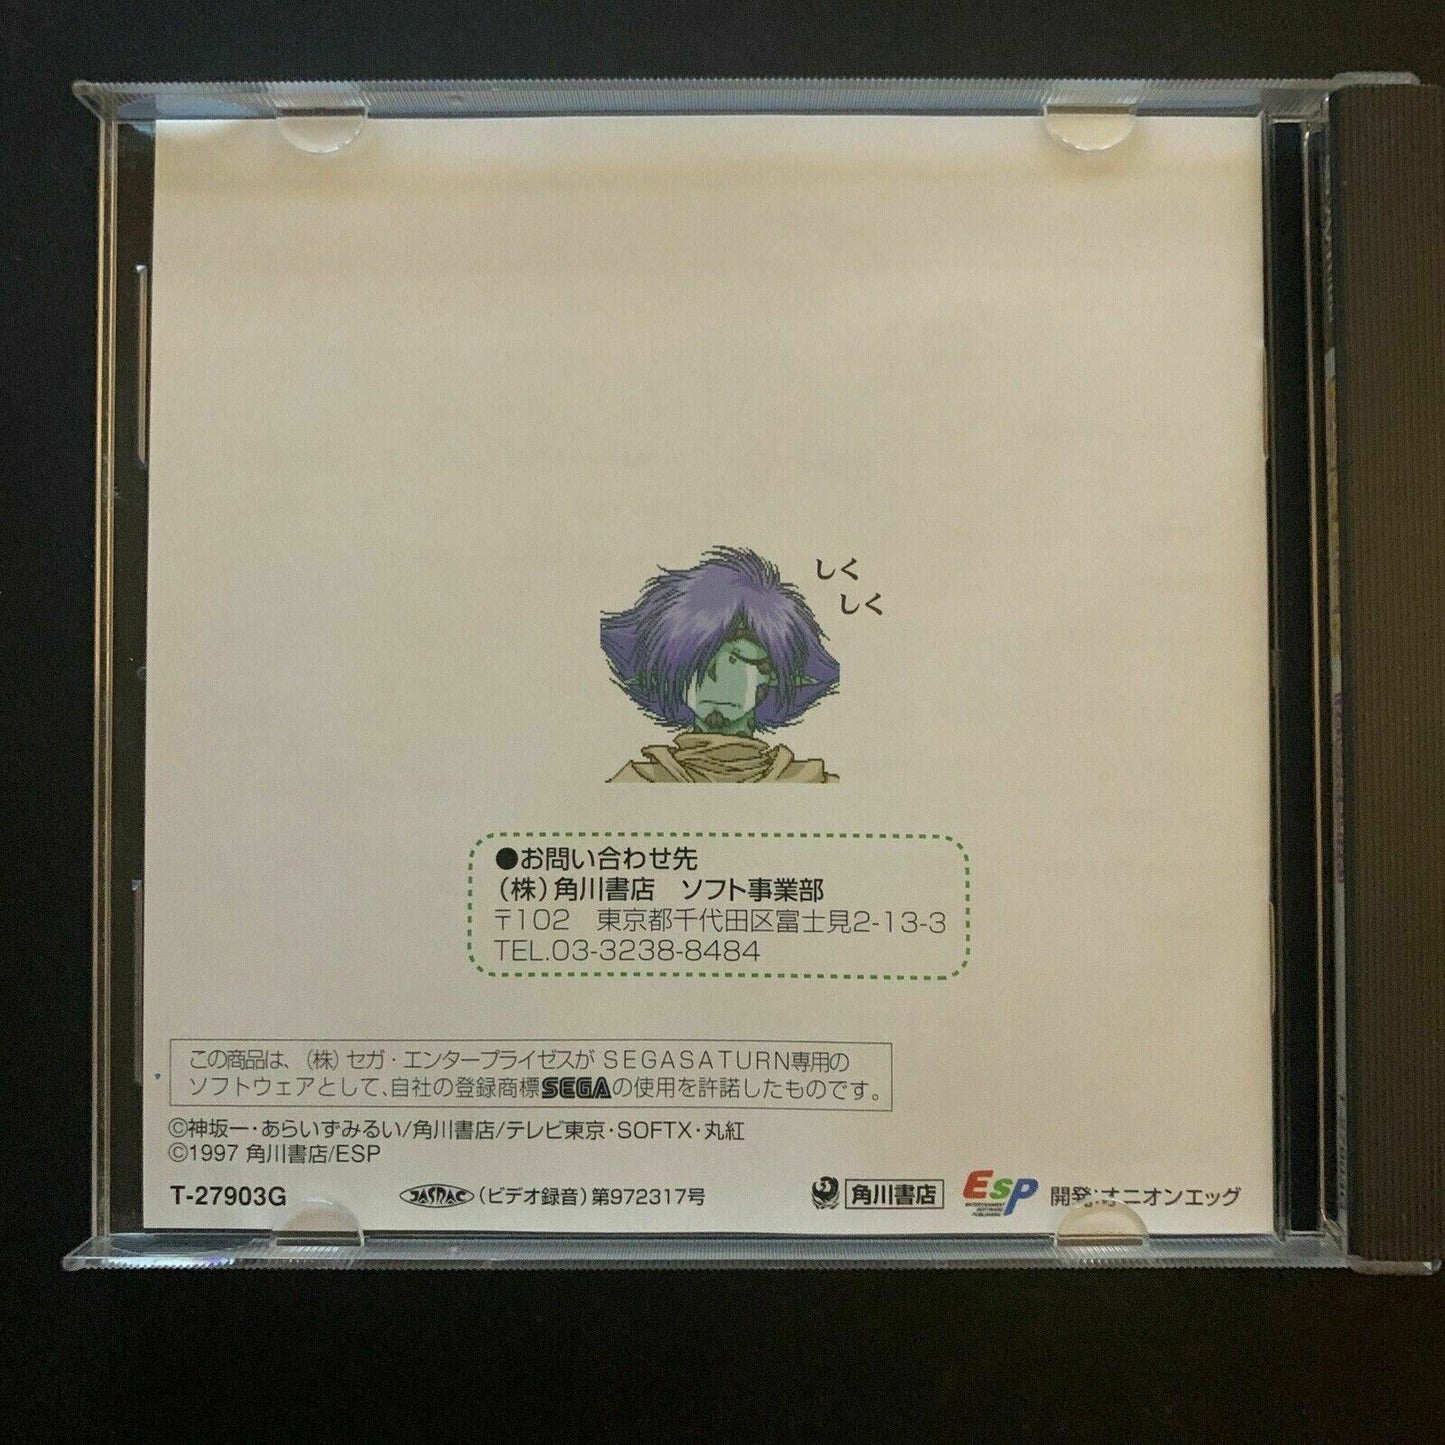 しく
しく
●お問い合わせ先
(株)角川書店 ソフト事業部
〒102 東京都千代田区富士見2-13-3
TEL.03-3238-8484
この商品は、(株)セガ・エンタープライゼスが SEGASATURN専用の
ソフトウェアとして、自社の登録商標SEGAの使用を許諾したものです。
©神坂一・あらいずみるい/角川書店/テレビ東京・SOFTX・丸紅
©1997 角川書店/ESP
T-27903G JASRAC (ビデオ録音)第972317号 角川書店 ESP ENTERTAINMENT SOFTWARE PUBLISHING 開発:オニオンエッグ